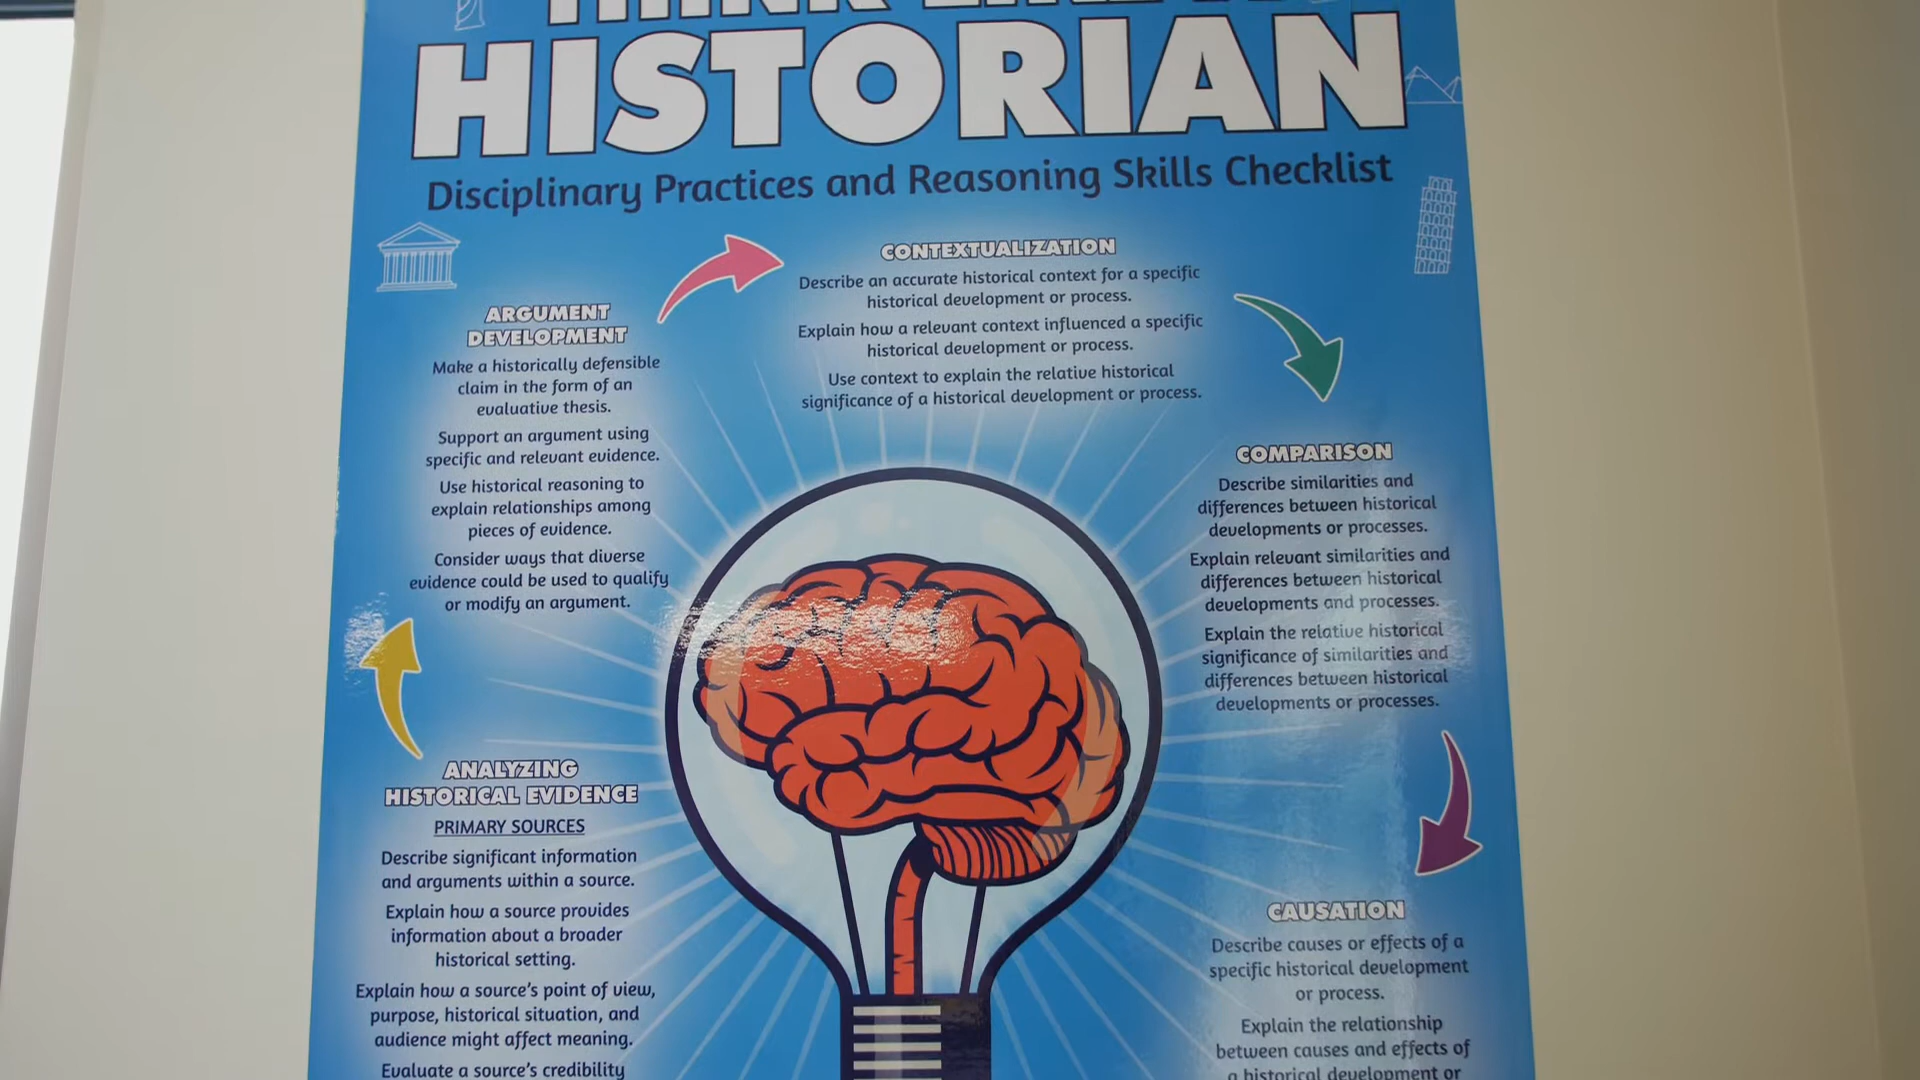 THINK LIKE A
HISTORIAN
Disciplinary Practices and Reasoning Skills Checklist
ARGUMENT
DEVELOPMENT
Make a historically defensible
claim in the form of an
evaluative thesis.
Support an argument using
specific and relevant evidence.
Use historical reasoning to
explain relationships among
pieces of evidence.
Consider ways that diverse
evidence could be used to qualify
or modify an argument.
CONTEXTUALIZATION
Describe an accurate historical context for a specific
historical development or process.
Explain how a relevant context influenced a specific
historical development or process.
Use context to explain the relative historical
significance of a historical development or process.
COMPARISON
Describe similarities and
differences between historical
developments or processes.
Explain relevant similarities and
differences between historical
developments and processes.
Explain the relative historical
significance of similarities and
differences between historical
developments or processes.
ANALYZING
HISTORICAL EVIDENCE
PRIMARY SOURCES
Describe significant information
and arguments within a source.
Explain how a source provides
information about a broader
historical setting.
Explain how a source's point of view,
purpose, historical situation, and
audience might affect meaning.
Evaluate a source's credibility
CAUSATION
Describe causes or effects of a
specific historical development
or process.
Explain the relationship
between causes and effects of
a historical development or